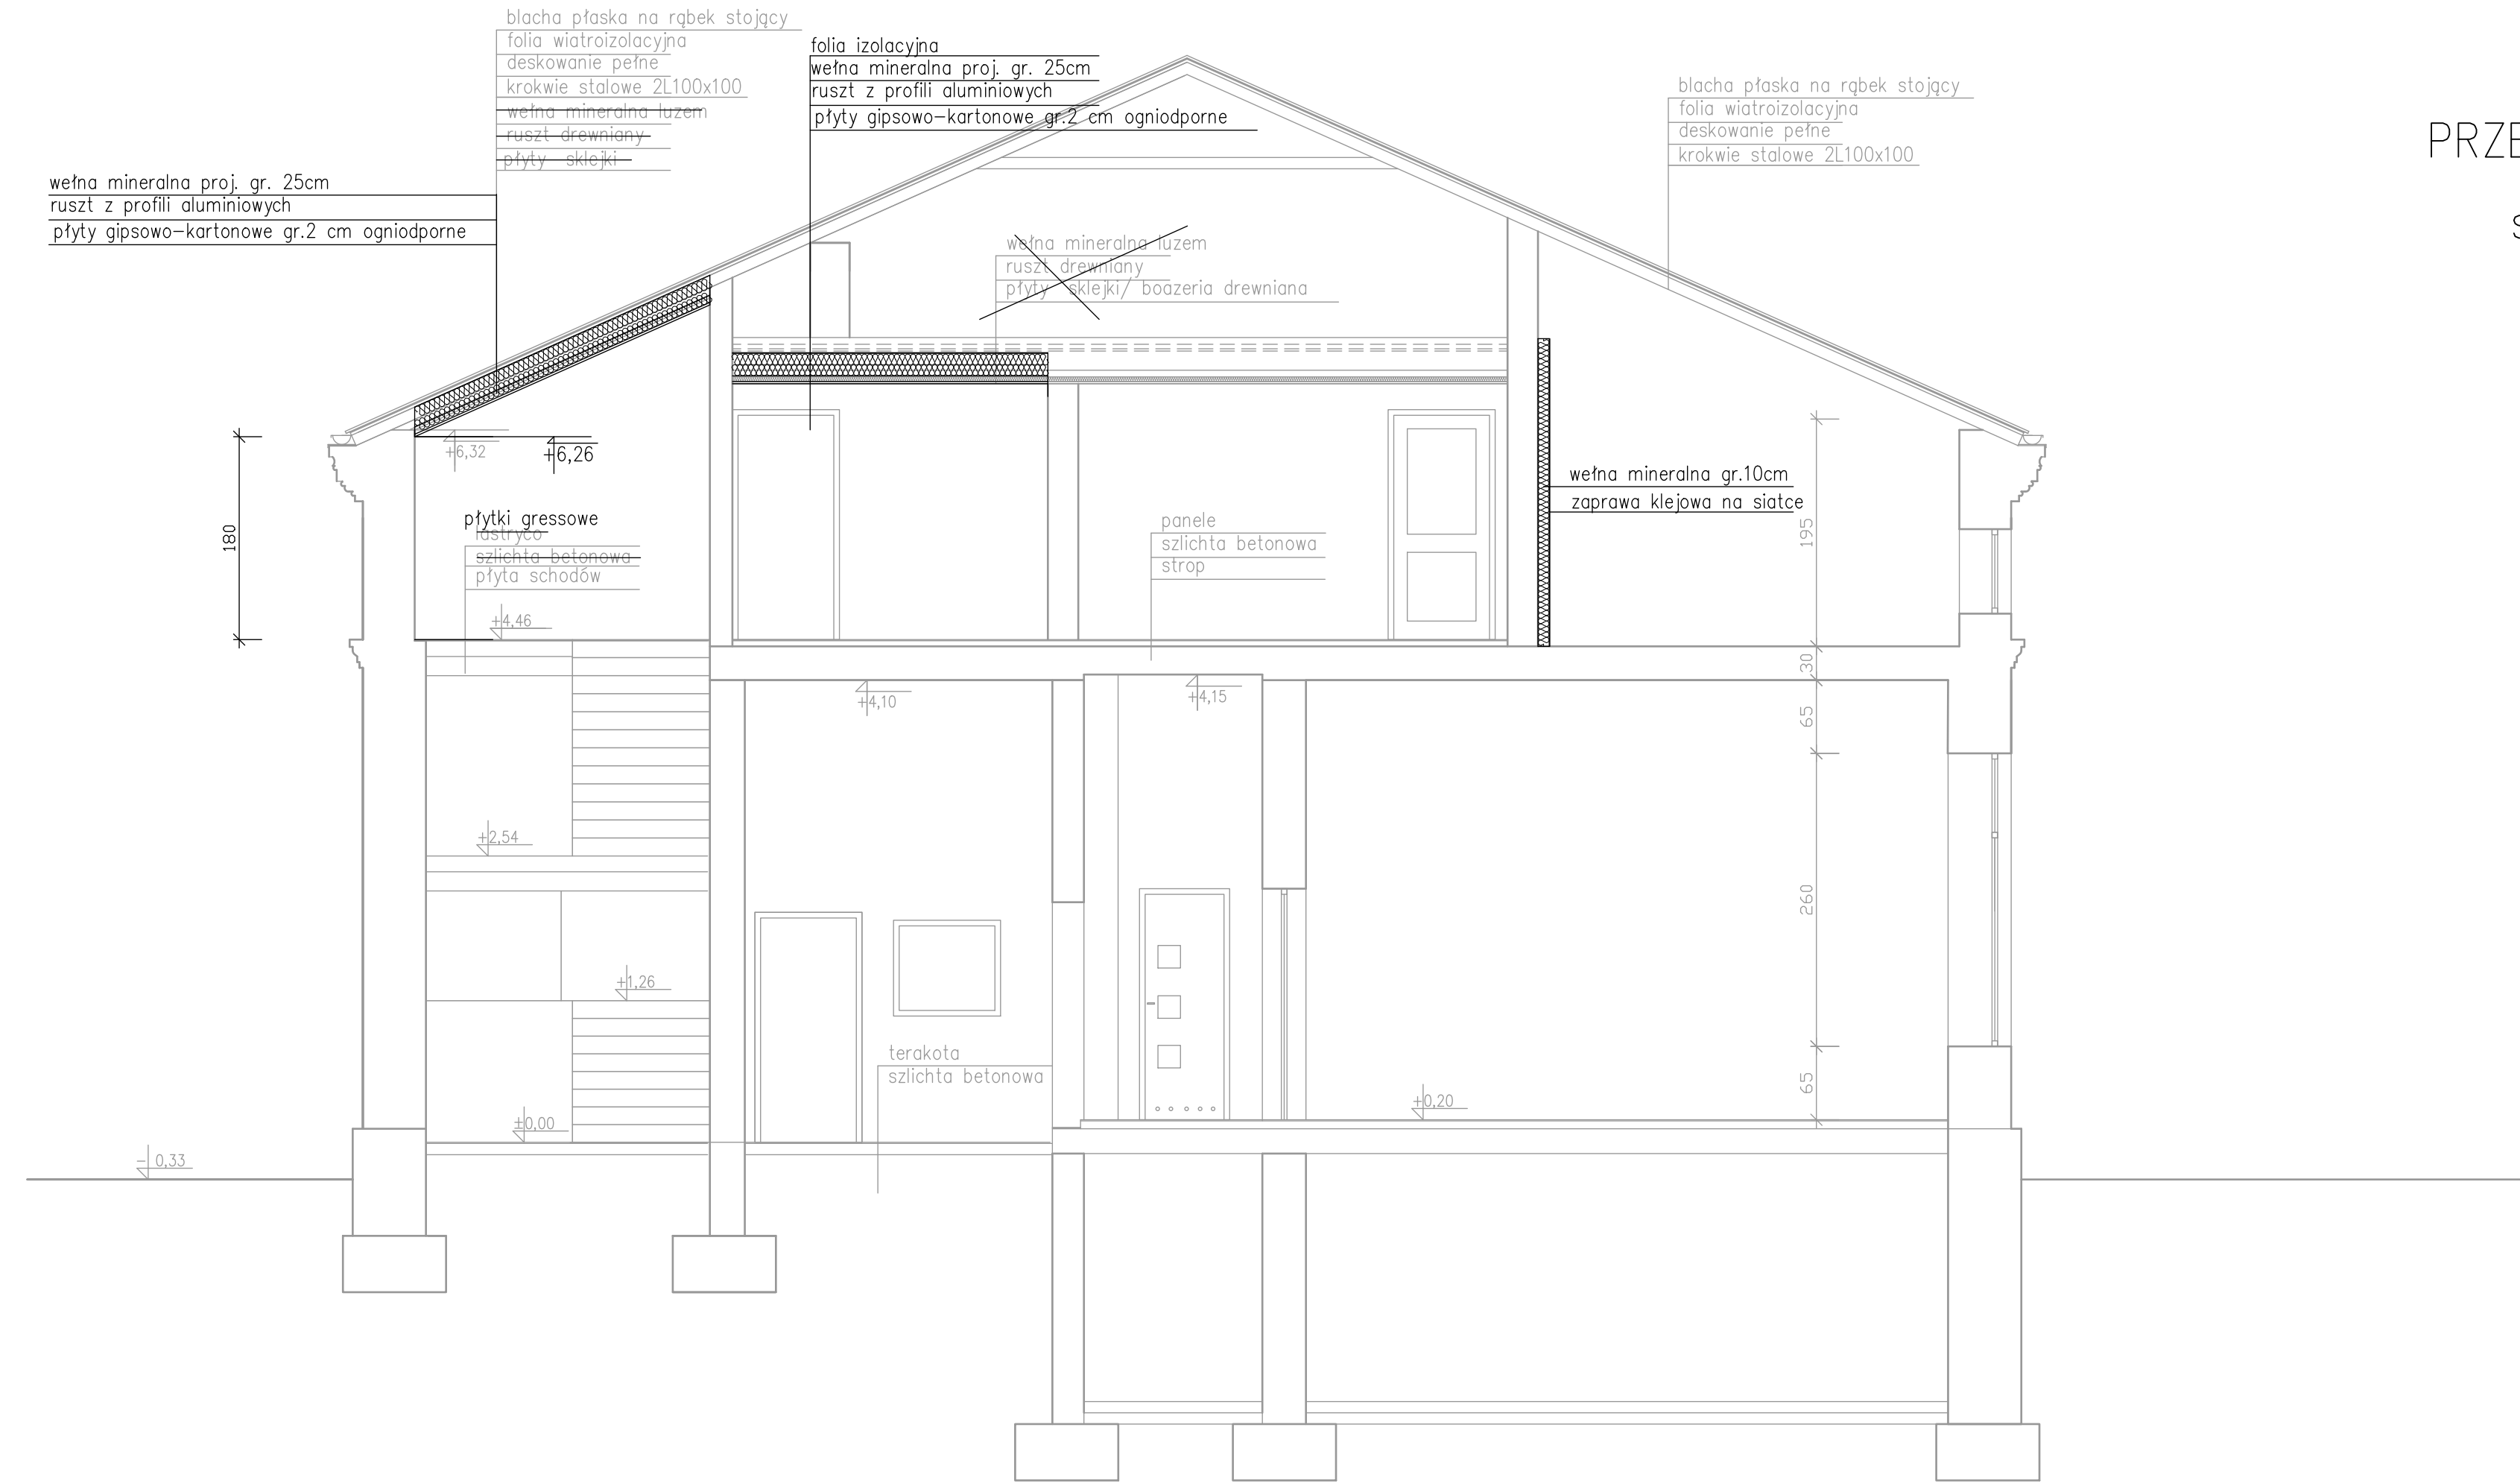 blacha płaska na rąbek stojący
folia wiatroizolacyjna
deskowanie pełne
krokwie stalowe 2L100x100
wełna mineralna luzem
ruszt drewniany
płyty sklejki
folia izolacyjna
wełna mineralna proj. gr. 25cm
ruszt z profili aluminiowych
płyty gipsowo-kartonowe gr.2 cm ogniodporne
blacha płaska na rąbek stojący
folia wiatroizolacyjna
deskowanie pełne
krokwie stalowe 2L100x100
PRZE
S
wełna mineralna proj. gr. 25cm
ruszt z profili aluminiowych
płyty gipsowo-kartonowe gr.2 cm ogniodporne
wełna mineralna luzem
ruszt drewniany
płyty sklejki/ boazeria drewniana
+6,32
+6,26
180
płytki gressowe
lastryco
szlichta betonowa
płyta schodów
+4,46
panele
szlichta betonowa
strop
wełna mineralna gr.10cm
zaprawa klejowa na siatce
195
30
+4,10
+4,15
65
+2,54
260
+1,26
terakota
szlichta betonowa
65
+0,20
±0,00
- 0,33